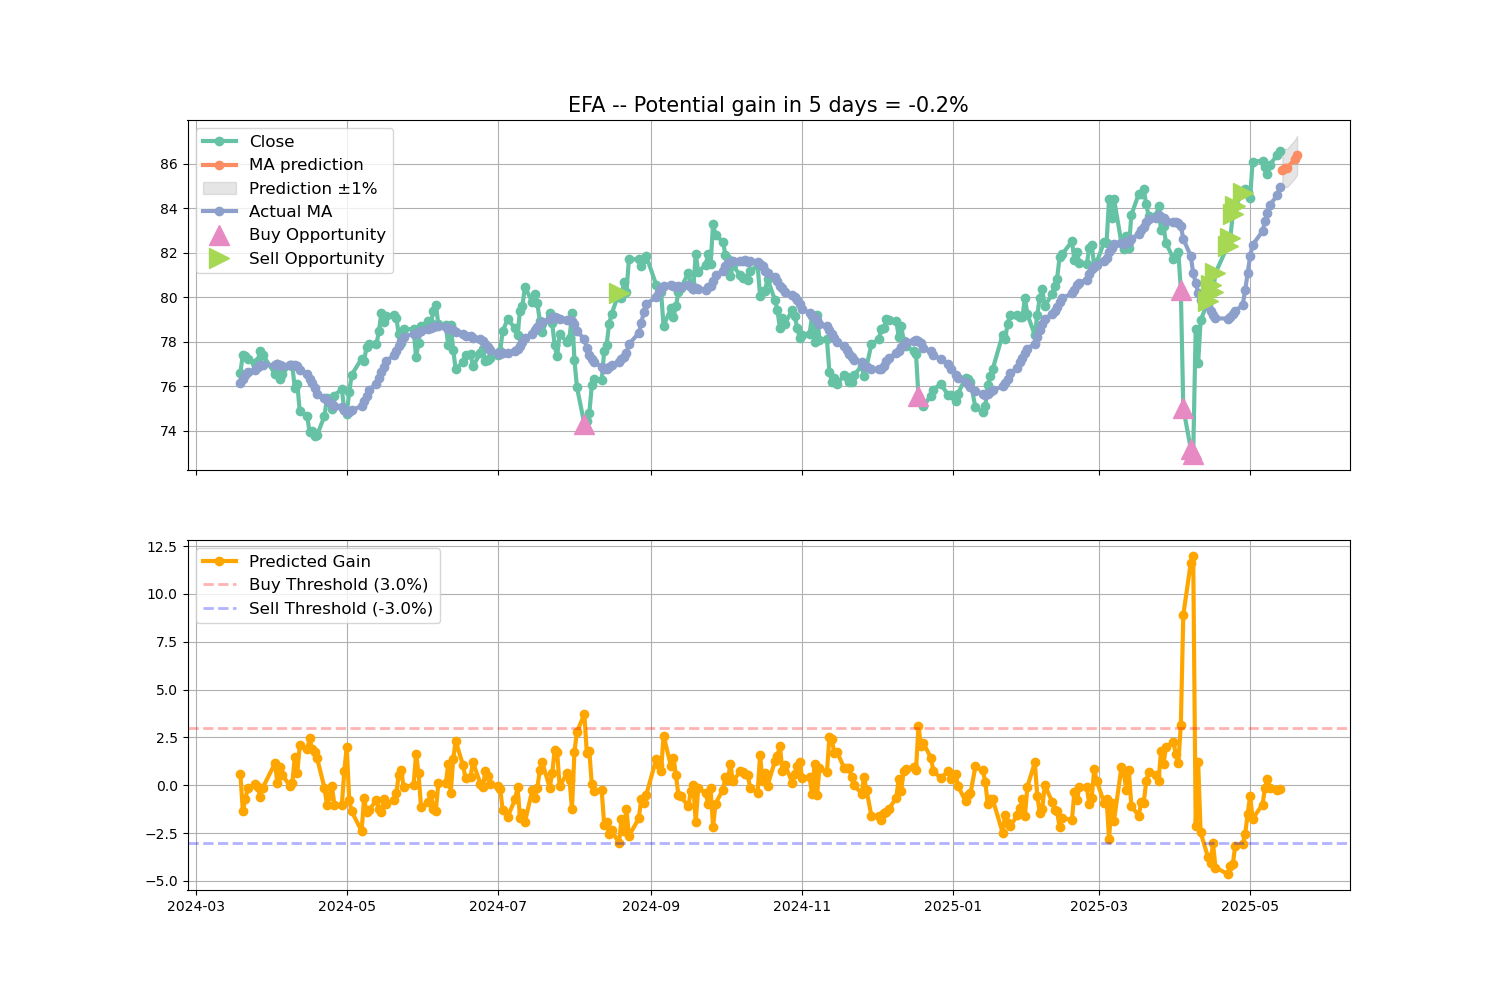 EFA -- Potential gain in 5 days = -0.2%
Close
MA prediction
Prediction ±1%
Actual MA
Buy Opportunity
Sell Opportunity
86
84
82
80
78
76
74
Predicted Gain
Buy Threshold (3.0%)
Sell Threshold (-3.0%)
12.5
10.0
7.5
5.0
2.5
0.0
−2.5
−5.0
2024-03 2024-05 2024-07 2024-09 2024-11 2025-01 2025-03 2025-05